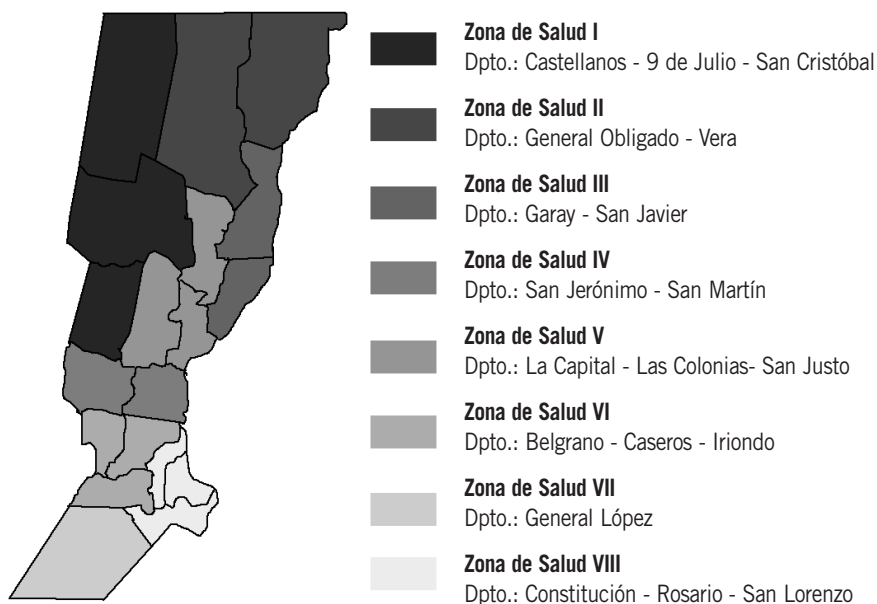 Zona de Salud I
Dpto.: Castellanos - 9 de Julio - San Cristóbal
Zona de Salud II
Dpto.: General Obligado - Vera
Zona de Salud III
Dpto.: Garay - San Javier
Zona de Salud IV
Dpto.: San Jerónimo - San Martín
Zona de Salud V
Dpto.: La Capital - Las Colonias- San Justo
Zona de Salud VI
Dpto.: Belgrano - Caseros - Iriondo
Zona de Salud VII
Dpto.: General López
Zona de Salud VIII
Dpto.: Constitución - Rosario - San Lorenzo